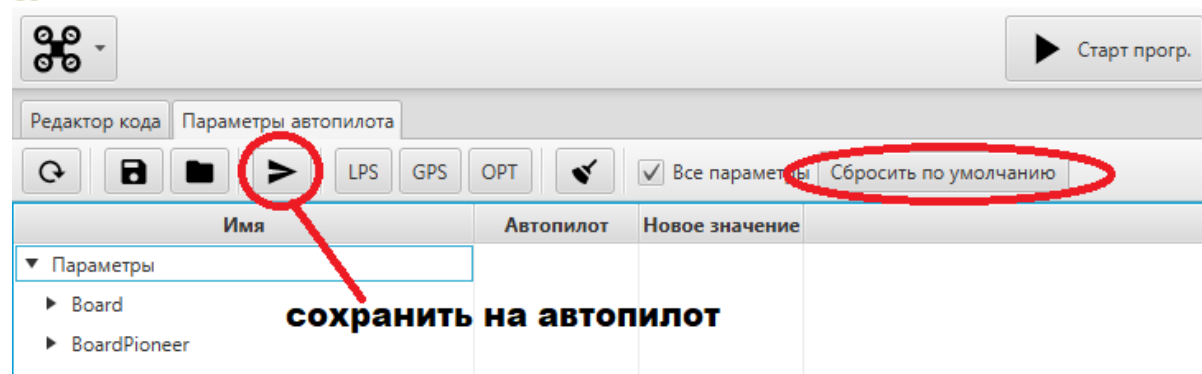 Старт прогр.
Редактор кода Параметры автопилота
LPS GPS OPT Все параметры Сбросить по умолчанию
Имя Автопилот Новое значение
Параметры
Board
сохранить на автопилот
BoardPioneer